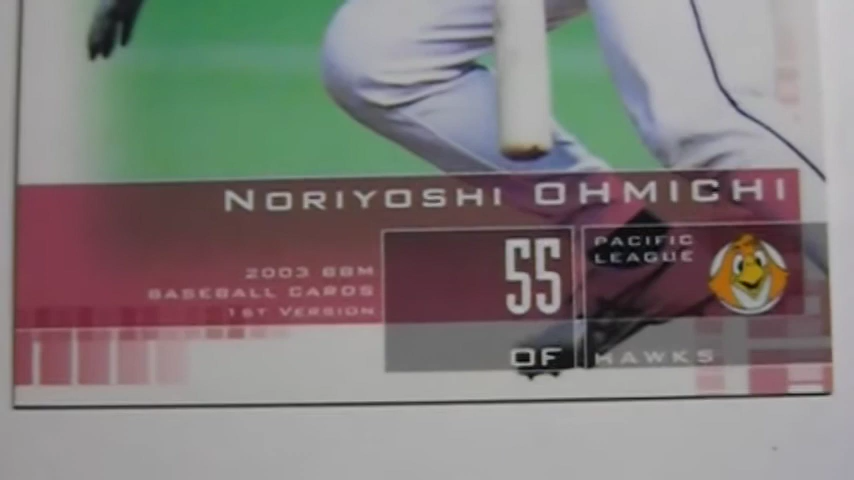 NORIYOSHI OHMICHI
2003 BBM
BASEBALL CARDS
1ST VERSION
55
OF
PACIFIC
LEAGUE
HAWKS